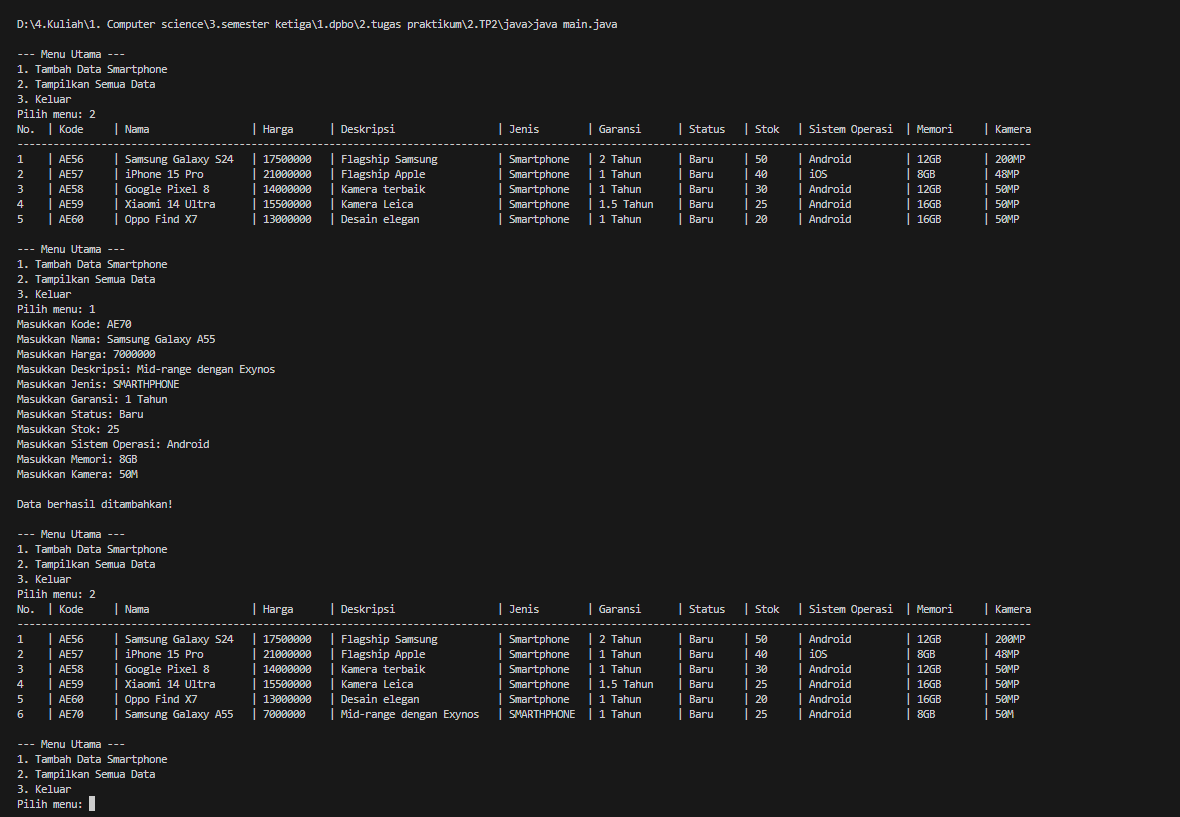 D:\4.Kuliah\1. Computer science\3.semester ketiga\1.dpbo\2.tugas praktikum\2.TP2\java>java main.java
--- Menu Utama ---
1. Tambah Data Smartphone
2. Tampilkan Semua Data
3. Keluar
Pilih menu: 2
No. | Kode | Nama | Harga | Deskripsi | Jenis | Garansi | Status | Stok | Sistem Operasi | Memori | Kamera
-------------------------------------------------------------------------------------------------------------------------------------------------------------------------
1 | AE56 | Samsung Galaxy S24 | 17500000 | Flagship Samsung | Smartphone | 2 Tahun | Baru | 50 | Android | 12GB | 200MP
2 | AE57 | iPhone 15 Pro | 21000000 | Flagship Apple | Smartphone | 1 Tahun | Baru | 40 | iOS | 8GB | 48MP
3 | AE58 | Google Pixel 8 | 14000000 | Kamera terbaik | Smartphone | 1 Tahun | Baru | 30 | Android | 12GB | 50MP
4 | AE59 | Xiaomi 14 Ultra | 15500000 | Kamera Leica | Smartphone | 1.5 Tahun | Baru | 25 | Android | 16GB | 50MP
5 | AE60 | Oppo Find X7 | 13000000 | Desain elegan | Smartphone | 1 Tahun | Baru | 20 | Android | 16GB | 50MP
--- Menu Utama ---
1. Tambah Data Smartphone
2. Tampilkan Semua Data
3. Keluar
Pilih menu: 1
Masukkan Kode: AE70
Masukkan Nama: Samsung Galaxy A55
Masukkan Harga: 7000000
Masukkan Deskripsi: Mid-range dengan Exynos
Masukkan Jenis: SMARTHPHONE
Masukkan Garansi: 1 Tahun
Masukkan Status: Baru
Masukkan Stok: 25
Masukkan Sistem Operasi: Android
Masukkan Memori: 8GB
Masukkan Kamera: 50M
Data berhasil ditambahkan!
--- Menu Utama ---
1. Tambah Data Smartphone
2. Tampilkan Semua Data
3. Keluar
Pilih menu: 2
No. | Kode | Nama | Harga | Deskripsi | Jenis | Garansi | Status | Stok | Sistem Operasi | Memori | Kamera
-------------------------------------------------------------------------------------------------------------------------------------------------------------------------
1 | AE56 | Samsung Galaxy S24 | 17500000 | Flagship Samsung | Smartphone | 2 Tahun | Baru | 50 | Android | 12GB | 200MP
2 | AE57 | iPhone 15 Pro | 21000000 | Flagship Apple | Smartphone | 1 Tahun | Baru | 40 | iOS | 8GB | 48MP
3 | AE58 | Google Pixel 8 | 14000000 | Kamera terbaik | Smartphone | 1 Tahun | Baru | 30 | Android | 12GB | 50MP
4 | AE59 | Xiaomi 14 Ultra | 15500000 | Kamera Leica | Smartphone | 1.5 Tahun | Baru | 25 | Android | 16GB | 50MP
5 | AE60 | Oppo Find X7 | 13000000 | Desain elegan | Smartphone | 1 Tahun | Baru | 20 | Android | 16GB | 50MP
6 | AE70 | Samsung Galaxy A55 | 7000000 | Mid-range dengan Exynos | SMARTHPHONE | 1 Tahun | Baru | 25 | Android | 8GB | 50M
--- Menu Utama ---
1. Tambah Data Smartphone
2. Tampilkan Semua Data
3. Keluar
Pilih menu: